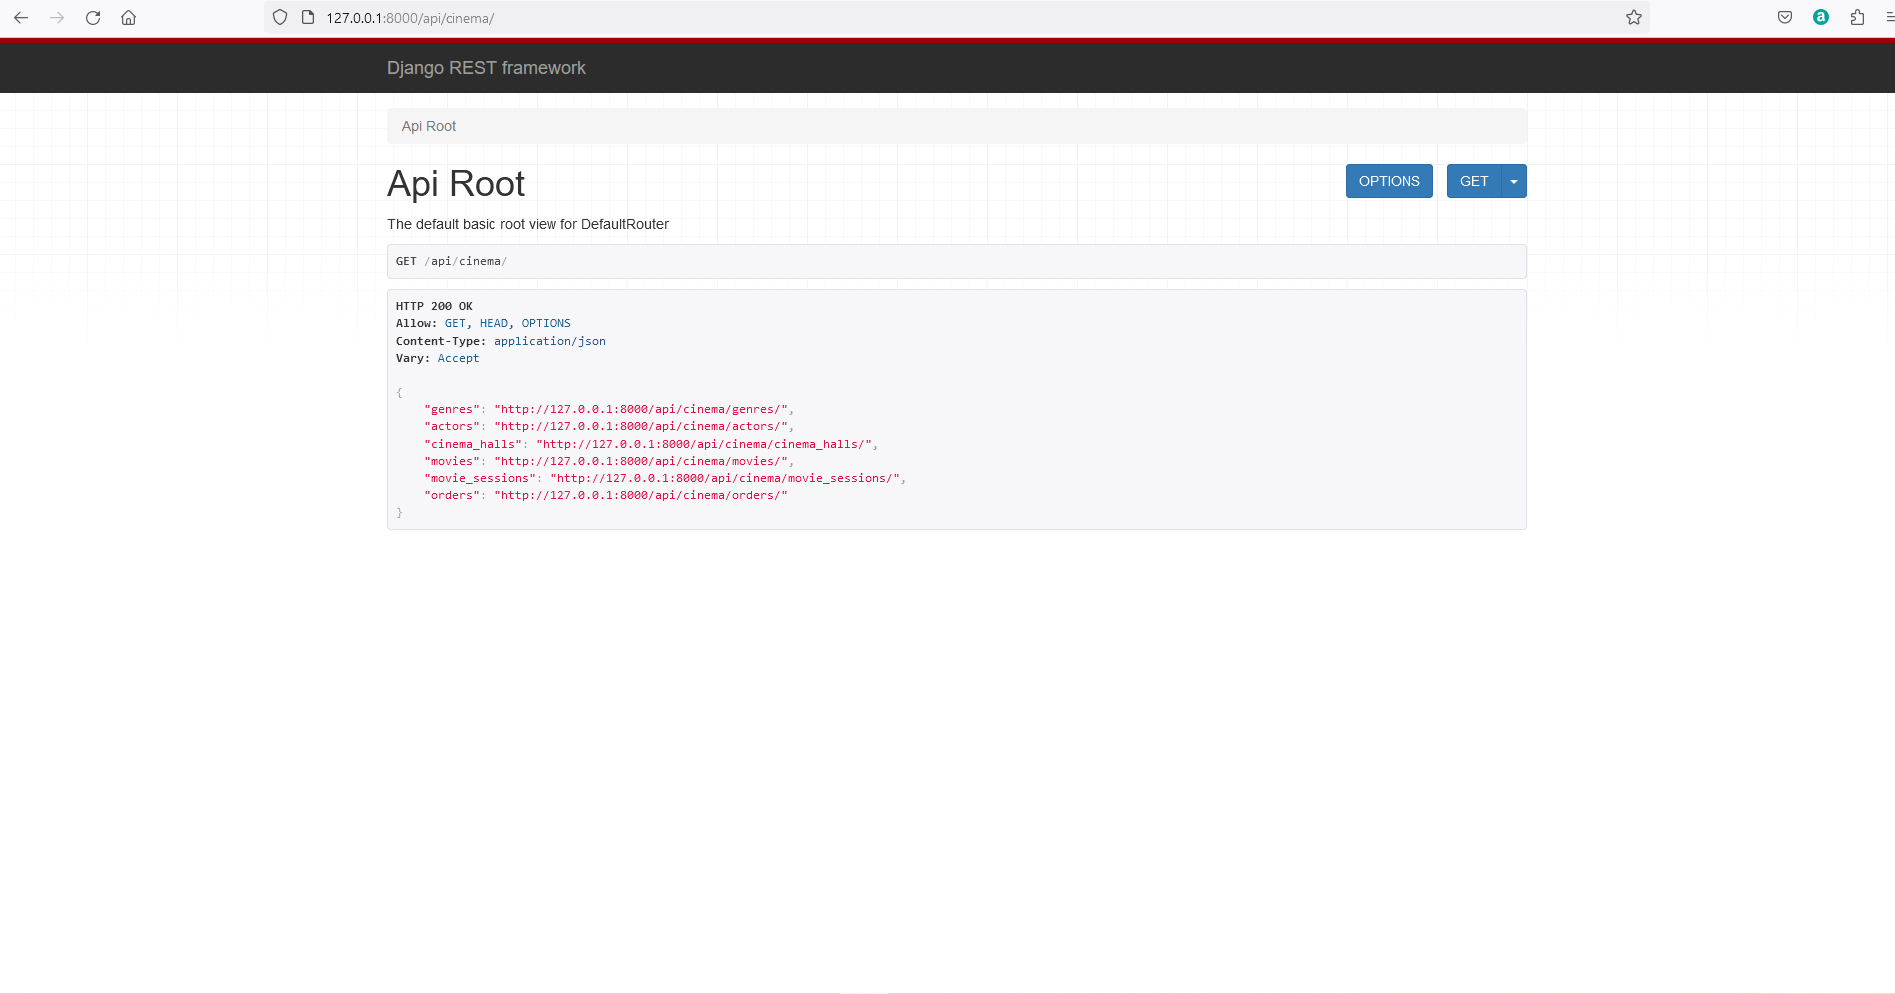 127.0.0.1:8000/api/cinema/
a
Django REST framework
Api Root
Api Root
OPTIONS
GET
The default basic root view for DefaultRouter
GET /api/cinema/
HTTP 200 OK
Allow: GET, HEAD, OPTIONS
Content-Type: application/json
Vary: Accept
{
    "genres": "http://127.0.0.1:8000/api/cinema/genres/",
    "actors": "http://127.0.0.1:8000/api/cinema/actors/",
    "cinema_halls": "http://127.0.0.1:8000/api/cinema/cinema_halls/",
    "movies": "http://127.0.0.1:8000/api/cinema/movies/",
    "movie_sessions": "http://127.0.0.1:8000/api/cinema/movie_sessions/",
    "orders": "http://127.0.0.1:8000/api/cinema/orders/"
}